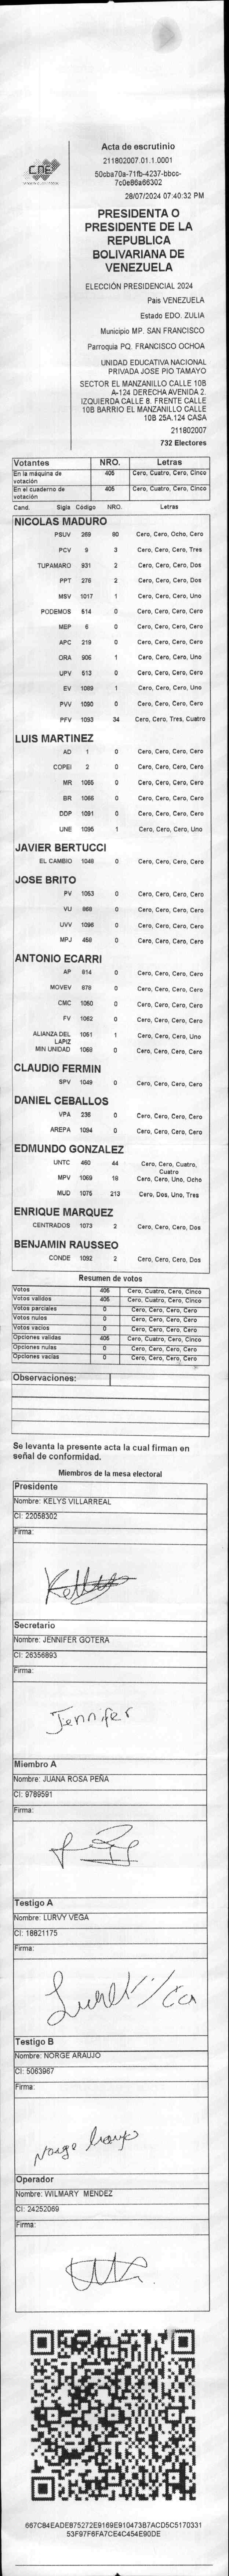 CNE
Acta de escrutinio
211802007.01.1.0001
50cba70a-71fb-4237-bbcc-
7c0e86a66302
28/07/2024 07:40:32 PM
PRESIDENTA O
PRESIDENTE DE LA
REPUBLICA
BOLIVARIANA DE
VENEZUELA
ELECCIÓN PRESIDENCIAL 2024
Pais VENEZUELA
Estado EDO. ZULIA
Municipio MP. SAN FRANCISCO
Parroquia PQ. FRANCISCO OCHOA
UNIDAD EDUCATIVA NACIONAL
PRIVADA JOSE PIO TAMAYO
SECTOR EL MANZANILLO CALLE 10B
A-124 DERECHA AVENIDA 2.
IZQUIERDA CALLE 8. FRENTE CALLE
10B BARRIO EL MANZANILLO CALLE
10B 25A.124 CASA
211802007
732 Electores
Votantes NRO. Letras
En la máquina de votación 405 Cero, Cuatro, Cero, Cinco
En el cuaderno de votación 405 Cero, Cuatro, Cero, Cinco
Cand. Sigla Código NRO. Letras
NICOLAS MADURO
PSUV 269 80 Cero, Cero, Ocho, Cero
PCV 9 3 Cero, Cero, Cero, Tres
TUPAMARO 931 2 Cero, Cero, Cero, Dos
PPT 276 2 Cero, Cero, Cero, Dos
MSV 1017 1 Cero, Cero, Cero, Uno
PODEMOS 514 0 Cero, Cero, Cero, Cero
MEP 6 0 Cero, Cero, Cero, Cero
APC 219 0 Cero, Cero, Cero, Cero
ORA 906 1 Cero, Cero, Cero, Uno
UPV 513 0 Cero, Cero, Cero, Cero
EV 1089 1 Cero, Cero, Cero, Uno
PVV 1090 0 Cero, Cero, Cero, Cero
PFV 1093 34 Cero, Cero, Tres, Cuatro
LUIS MARTINEZ
AD 1 0 Cero, Cero, Cero, Cero
COPEI 2 0 Cero, Cero, Cero, Cero
MR 1065 0 Cero, Cero, Cero, Cero
BR 1066 0 Cero, Cero, Cero, Cero
DDP 1091 0 Cero, Cero, Cero, Cero
UNE 1095 1 Cero, Cero, Cero, Uno
JAVIER BERTUCCI
EL CAMBIO 1048 0 Cero, Cero, Cero, Cero
JOSE BRITO
PV 1053 0 Cero, Cero, Cero, Cero
VU 868 0 Cero, Cero, Cero, Cero
UVV 1096 0 Cero, Cero, Cero, Cero
MPJ 459 0 Cero, Cero, Cero, Cero
ANTONIO ECARRI
AP 914 0 Cero, Cero, Cero, Cero
MOVEV 878 0 Cero, Cero, Cero, Cero
CMC 1050 0 Cero, Cero, Cero, Cero
FV 1052 0 Cero, Cero, Cero, Cero
ALIANZA DEL LAPIZ 1051 1 Cero, Cero, Cero, Uno
MIN UNIDAD 1058 0 Cero, Cero, Cero, Cero
CLAUDIO FERMIN
SPV 1049 0 Cero, Cero, Cero, Cero
DANIEL CEBALLOS
VPA 236 0 Cero, Cero, Cero, Cero
AREPA 1094 0 Cero, Cero, Cero, Cero
EDMUNDO GONZALEZ
UNTC 460 44 Cero, Cero, Cuatro, Cuatro
MPV 1069 18 Cero, Cero, Uno, Ocho
MUD 1075 213 Cero, Dos, Uno, Tres
ENRIQUE MARQUEZ
CENTRADOS 1073 2 Cero, Cero, Cero, Dos
BENJAMIN RAUSSEO
CONDE 1092 2 Cero, Cero, Cero, Dos
Resumen de votos
Votos 405 Cero, Cuatro, Cero, Cinco
Votos validos 405 Cero, Cuatro, Cero, Cinco
Votos parciales 0 Cero, Cero, Cero, Cero
Votos nulos 0 Cero, Cero, Cero, Cero
Votos vacios 0 Cero, Cero, Cero, Cero
Opciones validas 405 Cero, Cuatro, Cero, Cinco
Opciones nulas 0 Cero, Cero, Cero, Cero
Opciones vacias 0 Cero, Cero, Cero, Cero
Observaciones:
Se levanta la presente acta la cual firman en
señal de conformidad.
Miembros de la mesa electoral
Presidente
Nombre: KELYS VILLARREAL
CI: 22058302
Firma:
Secretario
Nombre: JENNIFER GOTERA
CI: 26356893
Firma:
Jennifer
Miembro A
Nombre: JUANA ROSA PEÑA
CI: 9789591
Firma:
Testigo A
Nombre: LURVY VEGA
CI: 18821175
Firma:
Testigo B
Nombre: NORGE ARAUJO
CI: 5063967
Firma:
Norge Araujo
Operador
Nombre: WILMARY MENDEZ
CI: 24252069
Firma:
667C84EADE875272E9169E910473B7ACD5C5170331
53F97F6FA7CE4C454E90DE